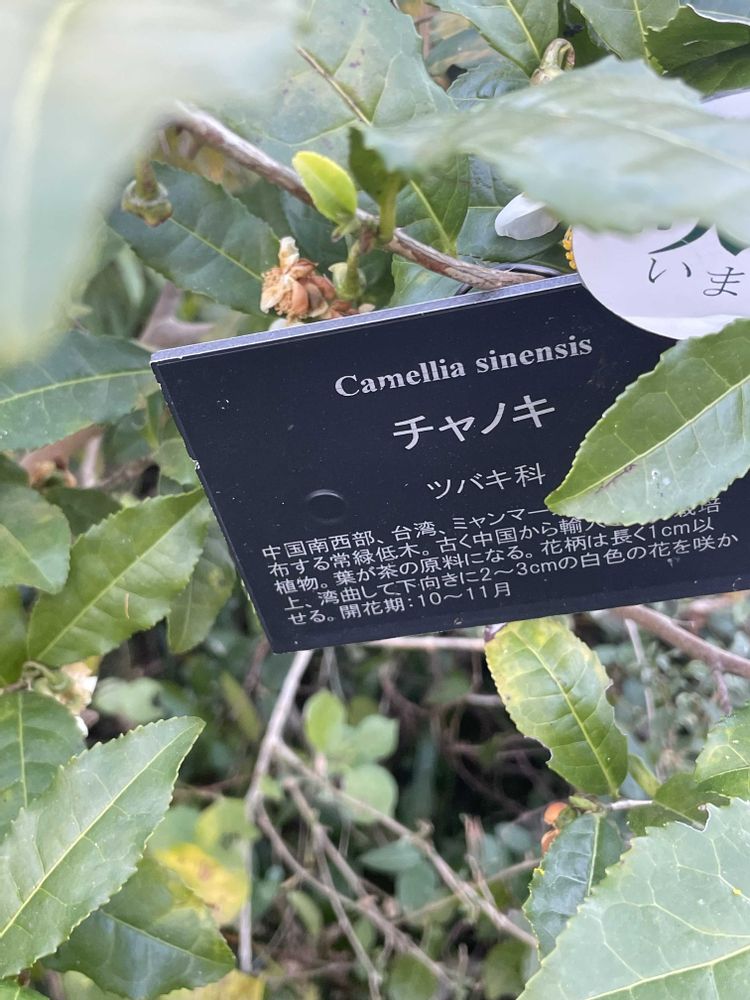 いま
Camellia sinensis
チャノキ
ツバキ科
中国南西部、台湾、ミャンマー 
布する常緑低木。古く中国から輸入 栽培
植物。葉が茶の原料になる。花柄は長く1cm以
上、湾曲して下向きに2〜3cmの白色の花を咲か
せる。開花期:10〜11月